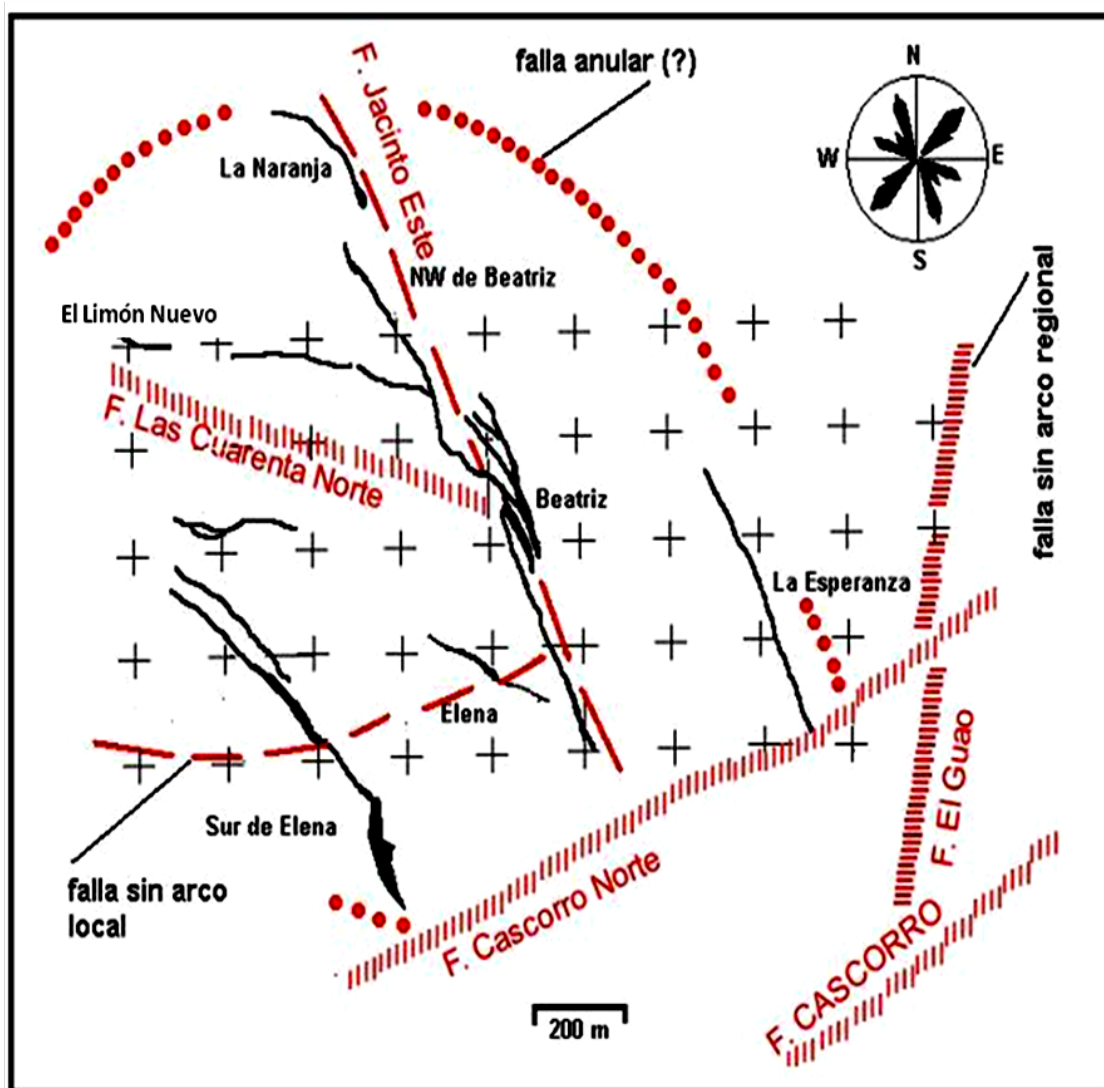 falla anular (?)
N
W
E
S
F. Jacinto Este
La Naranja
NW de Beatriz
El Limón Nuevo
F. Las Cuarenta Norte
Beatriz
falla sin arco regional
La Esperanza
Elena
Sur de Elena
falla sin arco
local
F. Cascorro Norte
F. El Guao
F. CASCORRO
200 m